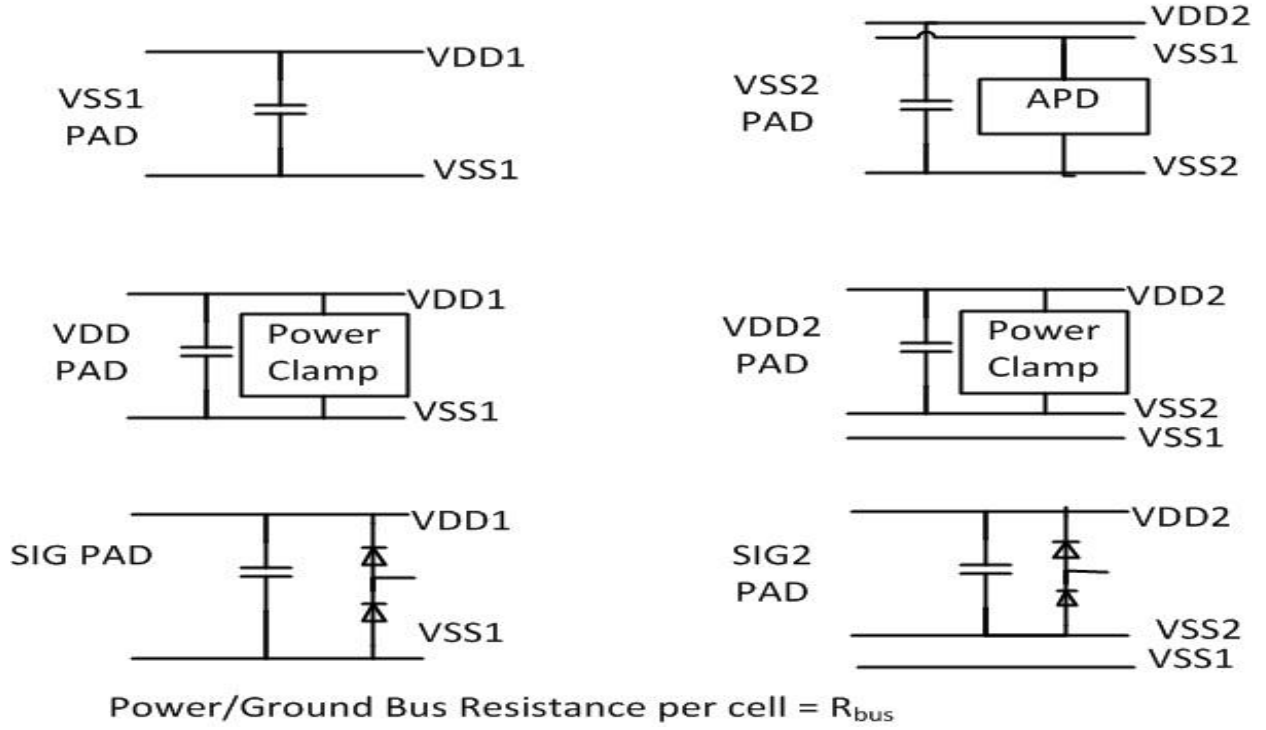 VDD1
VSS1
PAD
VSS1
VDD2
VSS1
VSS2
PAD
APD
VSS2
VDD1
VDD
PAD
Power
Clamp
VSS1
VDD2
VDD2
PAD
Power
Clamp
VSS2
VSS1
VDD1
SIG PAD
VSS1
VDD2
SIG2
PAD
VSS2
VSS1
Power/Ground Bus Resistance per cell = Rbus